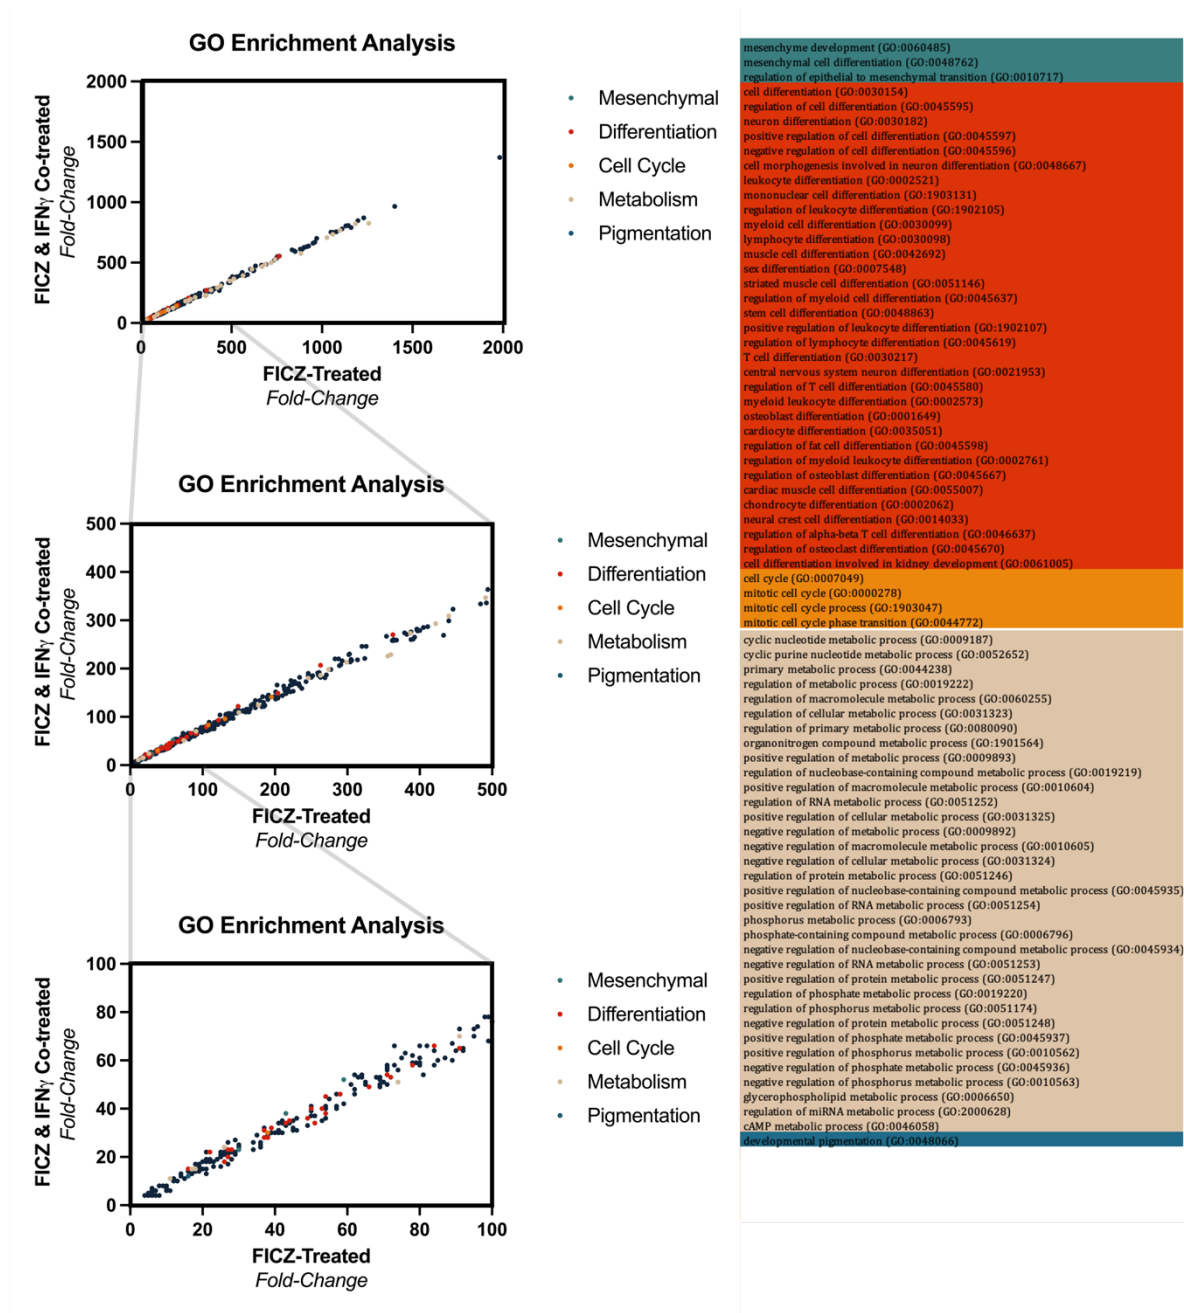 GO Enrichment Analysis
FICZ & IFNγ Co-treated
Fold-Change
2000
1500
1000
500
0
0 500 1000 1500 2000
FICZ-Treated
Fold-Change
Mesenchymal
Differentiation
Cell Cycle
Metabolism
Pigmentation
GO Enrichment Analysis
FICZ & IFNγ Co-treated
Fold-Change
500
400
300
200
100
0
0 100 200 300 400 500
FICZ-Treated
Fold-Change
Mesenchymal
Differentiation
Cell Cycle
Metabolism
Pigmentation
GO Enrichment Analysis
FICZ & IFNγ Co-treated
Fold-Change
100
80
60
40
20
0
0 20 40 60 80 100
FICZ-Treated
Fold-Change
Mesenchymal
Differentiation
Cell Cycle
Metabolism
Pigmentation
mesenchyme development (GO:0060485)
mesenchymal cell differentiation (GO:0048762)
regulation of epithelial to mesenchymal transition (GO:0010717)
cell differentiation (GO:0030154)
regulation of cell differentiation (GO:0045595)
neuron differentiation (GO:0030182)
positive regulation of cell differentiation (GO:0045597)
negative regulation of cell differentiation (GO:0045596)
cell morphogenesis involved in neuron differentiation (GO:0048667)
leukocyte differentiation (GO:0002521)
mononuclear cell differentiation (GO:1903131)
regulation of leukocyte differentiation (GO:1902105)
myeloid cell differentiation (GO:0030099)
lymphocyte differentiation (GO:0030098)
muscle cell differentiation (GO:0042692)
sex differentiation (GO:0007548)
striated muscle cell differentiation (GO:0051146)
regulation of myeloid cell differentiation (GO:0045637)
stem cell differentiation (GO:0048863)
positive regulation of leukocyte differentiation (GO:1902107)
regulation of lymphocyte differentiation (GO:0045619)
T cell differentiation (GO:0030217)
central nervous system neuron differentiation (GO:0021953)
regulation of T cell differentiation (GO:0045580)
myeloid leukocyte differentiation (GO:0002573)
osteoblast differentiation (GO:0001649)
cardiocyte differentiation (GO:0035051)
regulation of fat cell differentiation (GO:0045598)
regulation of myeloid leukocyte differentiation (GO:0002761)
regulation of osteoblast differentiation (GO:0045667)
cardiac muscle cell differentiation (GO:0055007)
chondrocyte differentiation (GO:0002062)
neural crest cell differentiation (GO:0014033)
regulation of alpha-beta T cell differentiation (GO:0046637)
regulation of osteoclast differentiation (GO:0045670)
cell differentiation involved in kidney development (GO:0061005)
cell cycle (GO:0007049)
mitotic cell cycle (GO:0000278)
mitotic cell cycle process (GO:1903047)
mitotic cell cycle phase transition (GO:0044772)
cyclic nucleotide metabolic process (GO:0009187)
cyclic purine nucleotide metabolic process (GO:0052652)
primary metabolic process (GO:0044238)
regulation of metabolic process (GO:0019222)
regulation of macromolecule metabolic process (GO:0060255)
regulation of cellular metabolic process (GO:0031323)
regulation of primary metabolic process (GO:0080090)
organonitrogen compound metabolic process (GO:1901564)
positive regulation of metabolic process (GO:0009893)
regulation of nucleobase-containing compound metabolic process (GO:0019219)
positive regulation of macromolecule metabolic process (GO:0010604)
regulation of RNA metabolic process (GO:0051252)
positive regulation of cellular metabolic process (GO:0031325)
negative regulation of metabolic process (GO:0009892)
negative regulation of macromolecule metabolic process (GO:0010605)
negative regulation of cellular metabolic process (GO:0031324)
regulation of protein metabolic process (GO:0051246)
positive regulation of nucleobase-containing compound metabolic process (GO:0045935)
positive regulation of RNA metabolic process (GO:0051254)
phosphorus metabolic process (GO:0006793)
phosphate-containing compound metabolic process (GO:0006796)
negative regulation of nucleobase-containing compound metabolic process (GO:0045934)
negative regulation of RNA metabolic process (GO:0051253)
positive regulation of protein metabolic process (GO:0051247)
regulation of phosphate metabolic process (GO:0019220)
regulation of phosphorus metabolic process (GO:0051174)
negative regulation of protein metabolic process (GO:0051248)
positive regulation of phosphate metabolic process (GO:0045937)
positive regulation of phosphorus metabolic process (GO:0010562)
negative regulation of phosphate metabolic process (GO:0045936)
negative regulation of phosphorus metabolic process (GO:0010563)
glycerophospholipid metabolic process (GO:0006650)
regulation of miRNA metabolic process (GO:2000628)
cAMP metabolic process (GO:0046058)
developmental pigmentation (GO:0048066)